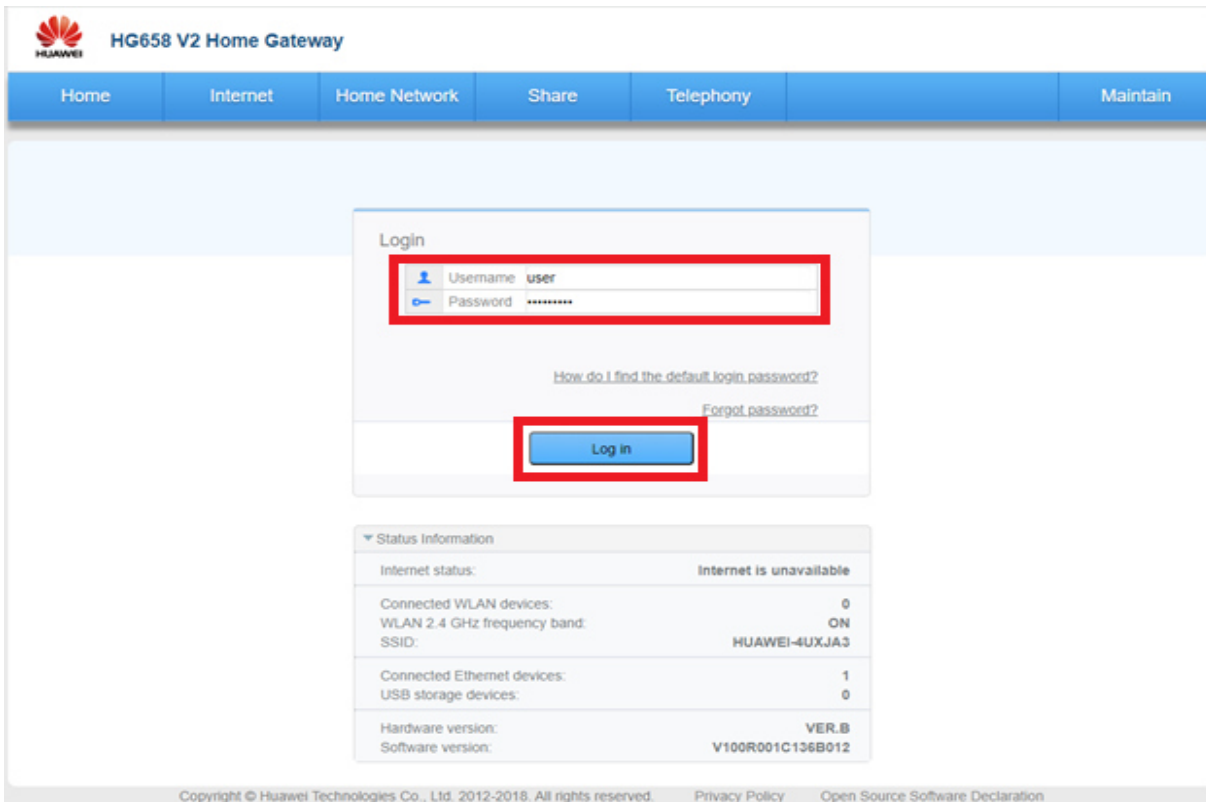 HUAWEI
HG658 V2 Home Gateway
Home Internet Home Network Share Telephony Maintain
Login
Username user
Password •••••••••
How do I find the default login password?
Forgot password?
Log in
Status Information
Internet status: Internet is unavailable
Connected WLAN devices: 0
WLAN 2.4 GHz frequency band: ON
SSID: HUAWEI-4UXJA3
Connected Ethernet devices: 1
USB storage devices: 0
Hardware version: VER.B
Software version: V100R001C136B012
Copyright © Huawei Technologies Co., Ltd. 2012-2018. All rights reserved. Privacy Policy Open Source Software Declaration